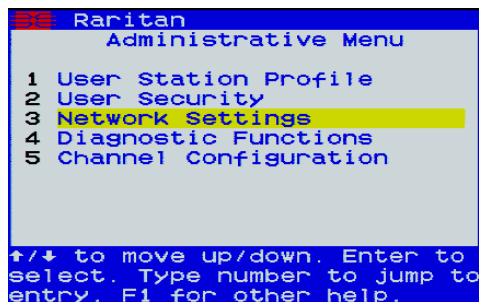 Raritan
Administrative Menu
1 User Station Profile
2 User Security
3 Network Settings
4 Diagnostic Functions
5 Channel Configuration
↑/↓ to move up/down. Enter to
select. Type number to jump to
entry. F1 for other help.